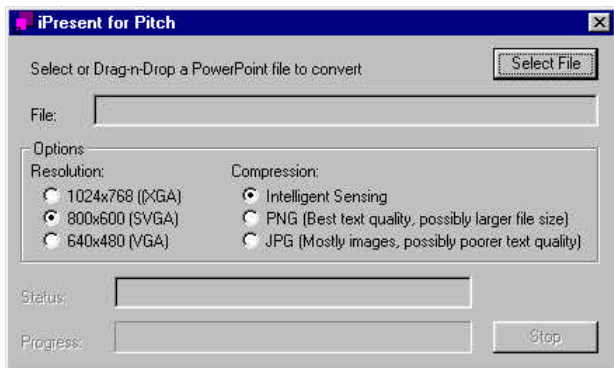 iPresent for Pitch
Select or Drag-n-Drop a PowerPoint file to convert
Select File
File:
Options
Resolution:
Compression:
1024x768 ((XGA)
Intelligent Sensing
800x600 (SVGA)
PNG (Best text quality, possibly larger file size)
640x480 (VGA)
JPG (Mostly images, possibly poorer text quality)
Status:
Progress:
Stop